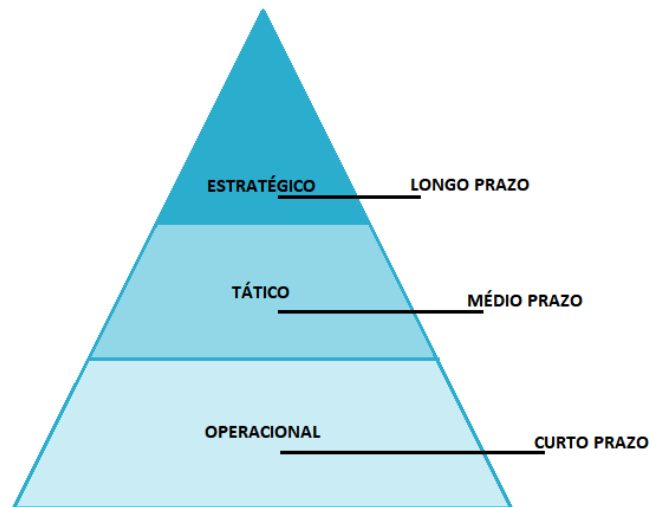 ESTRATÉGICO
LONGO PRAZO
TÁTICO
MÉDIO PRAZO
OPERACIONAL
CURTO PRAZO